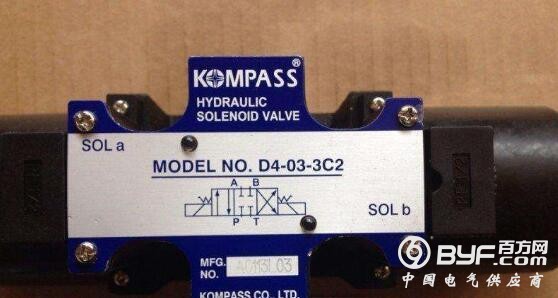 KOMPASS®
HYDRAULIC
SOLENOID VALVE
SOL a
MODEL NO. D4-03-3C2
A B
P T
SOL b
MFG.
NO.
KOMPASS CO., LTD.
BYF.COM 百方网
中国电气供应商